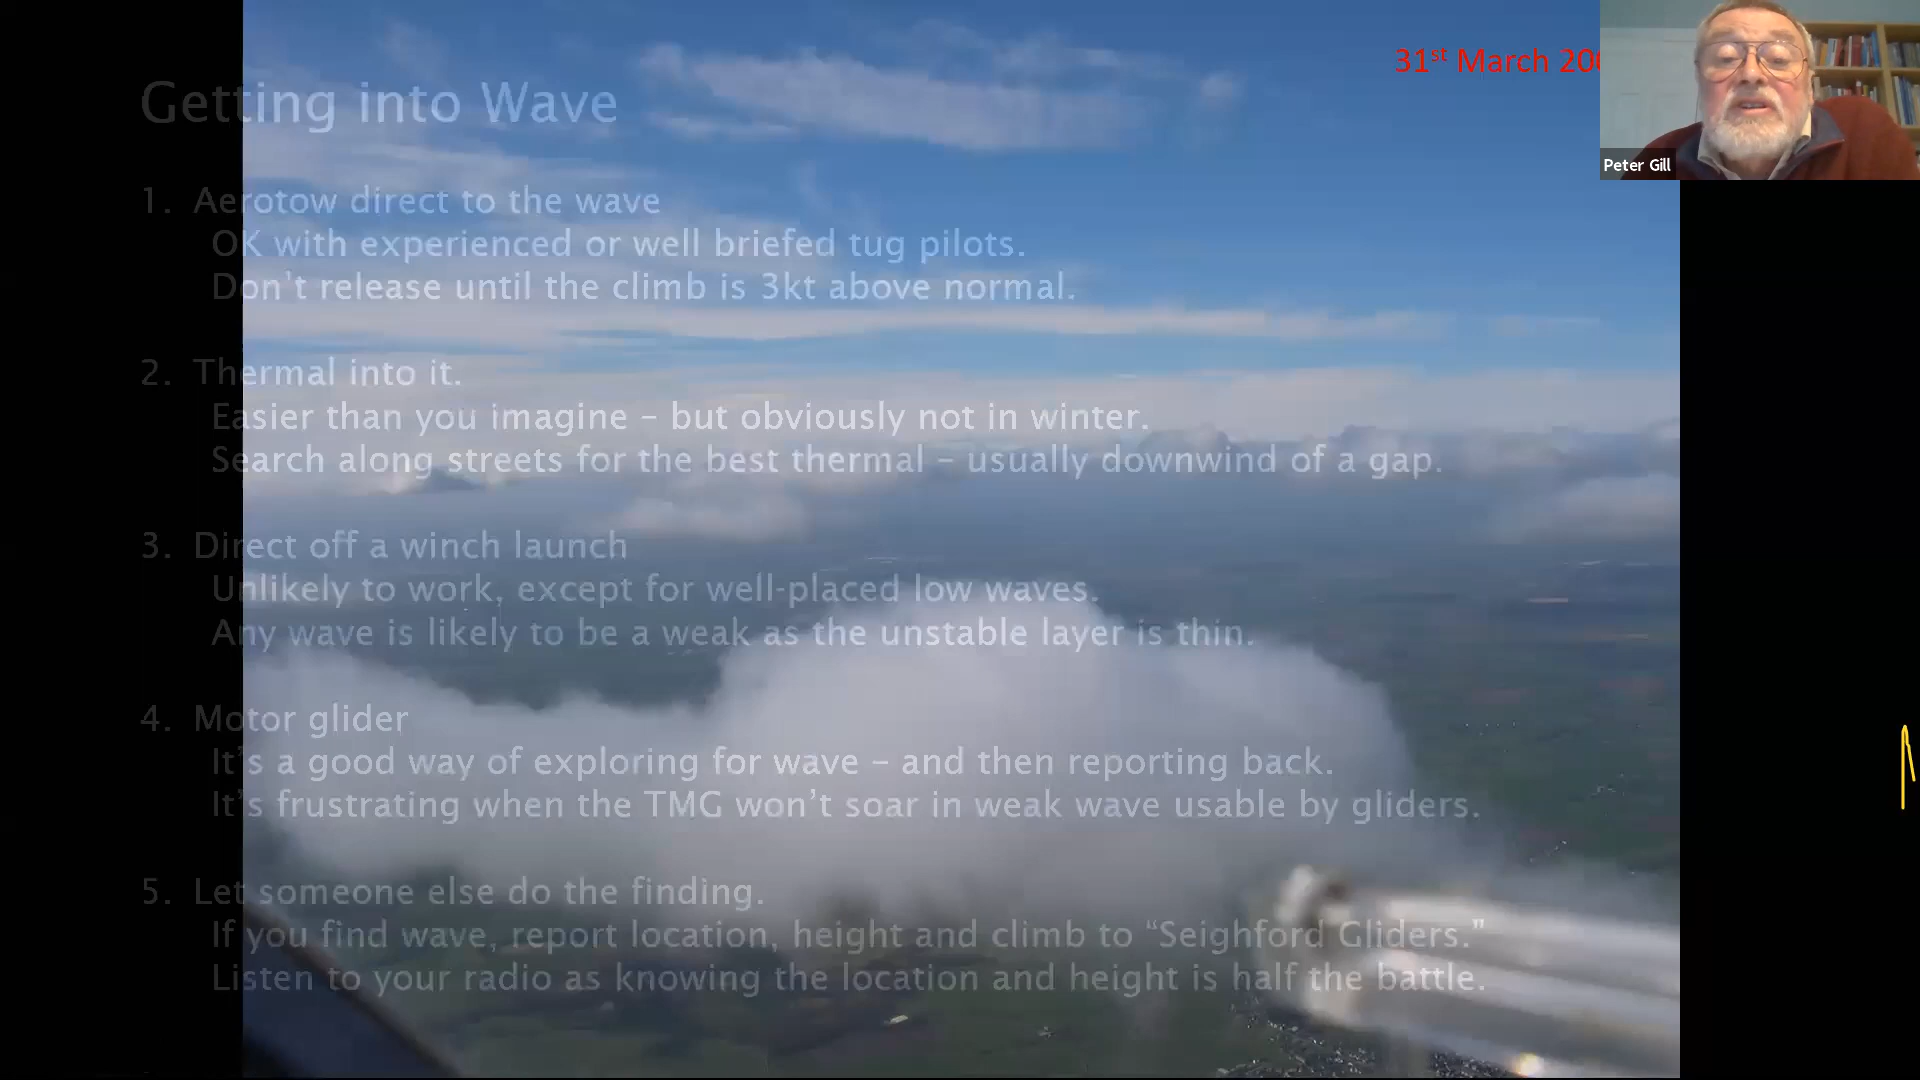 31st March 200
Peter Gill
Getting into Wave
1. Aerotow direct to the wave
OK with experienced or well briefed tug pilots.
Don't release until the climb is 3kt above normal.
2. Thermal into it.
Easier than you imagine – but obviously not in winter.
Search along streets for the best thermal – usually downwind of a gap.
3. Direct off a winch launch
Unlikely to work, except for well-placed low waves.
Any wave is likely to be a weak as the unstable layer is thin.
4. Motor glider
It's a good way of exploring for wave – and then reporting back.
It's frustrating when the TMG won't soar in weak wave usable by gliders.
5. Let someone else do the finding.
If you find wave, report location, height and climb to “Seighford Gliders."
Listen to your radio as knowing the location and height is half the battle.